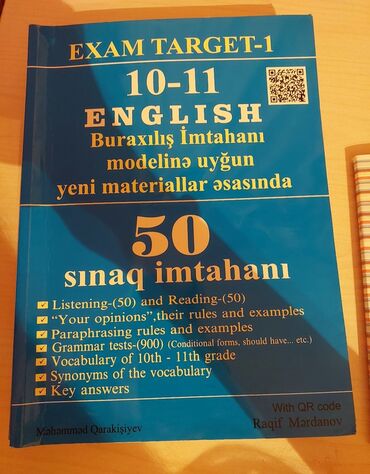 EXAM TARGET-1
10-11
ENGLISH
Buraxılış İmtahanı
modelinə uyğun
yeni materiallar əsasında
50
sınaq imtahanı
Listening-(50) and Reading-(50)
"Your opinions",their rules and examples
Paraphrasing rules and examples
Grammar tests-(900) (Conditional forms, should have... etc.)
Vocabulary of 10th - 11th grade
Synonyms of the vocabulary
Key answers
With QR code
Məhəmməd Qarakişiyev
Raqif Mərdanov